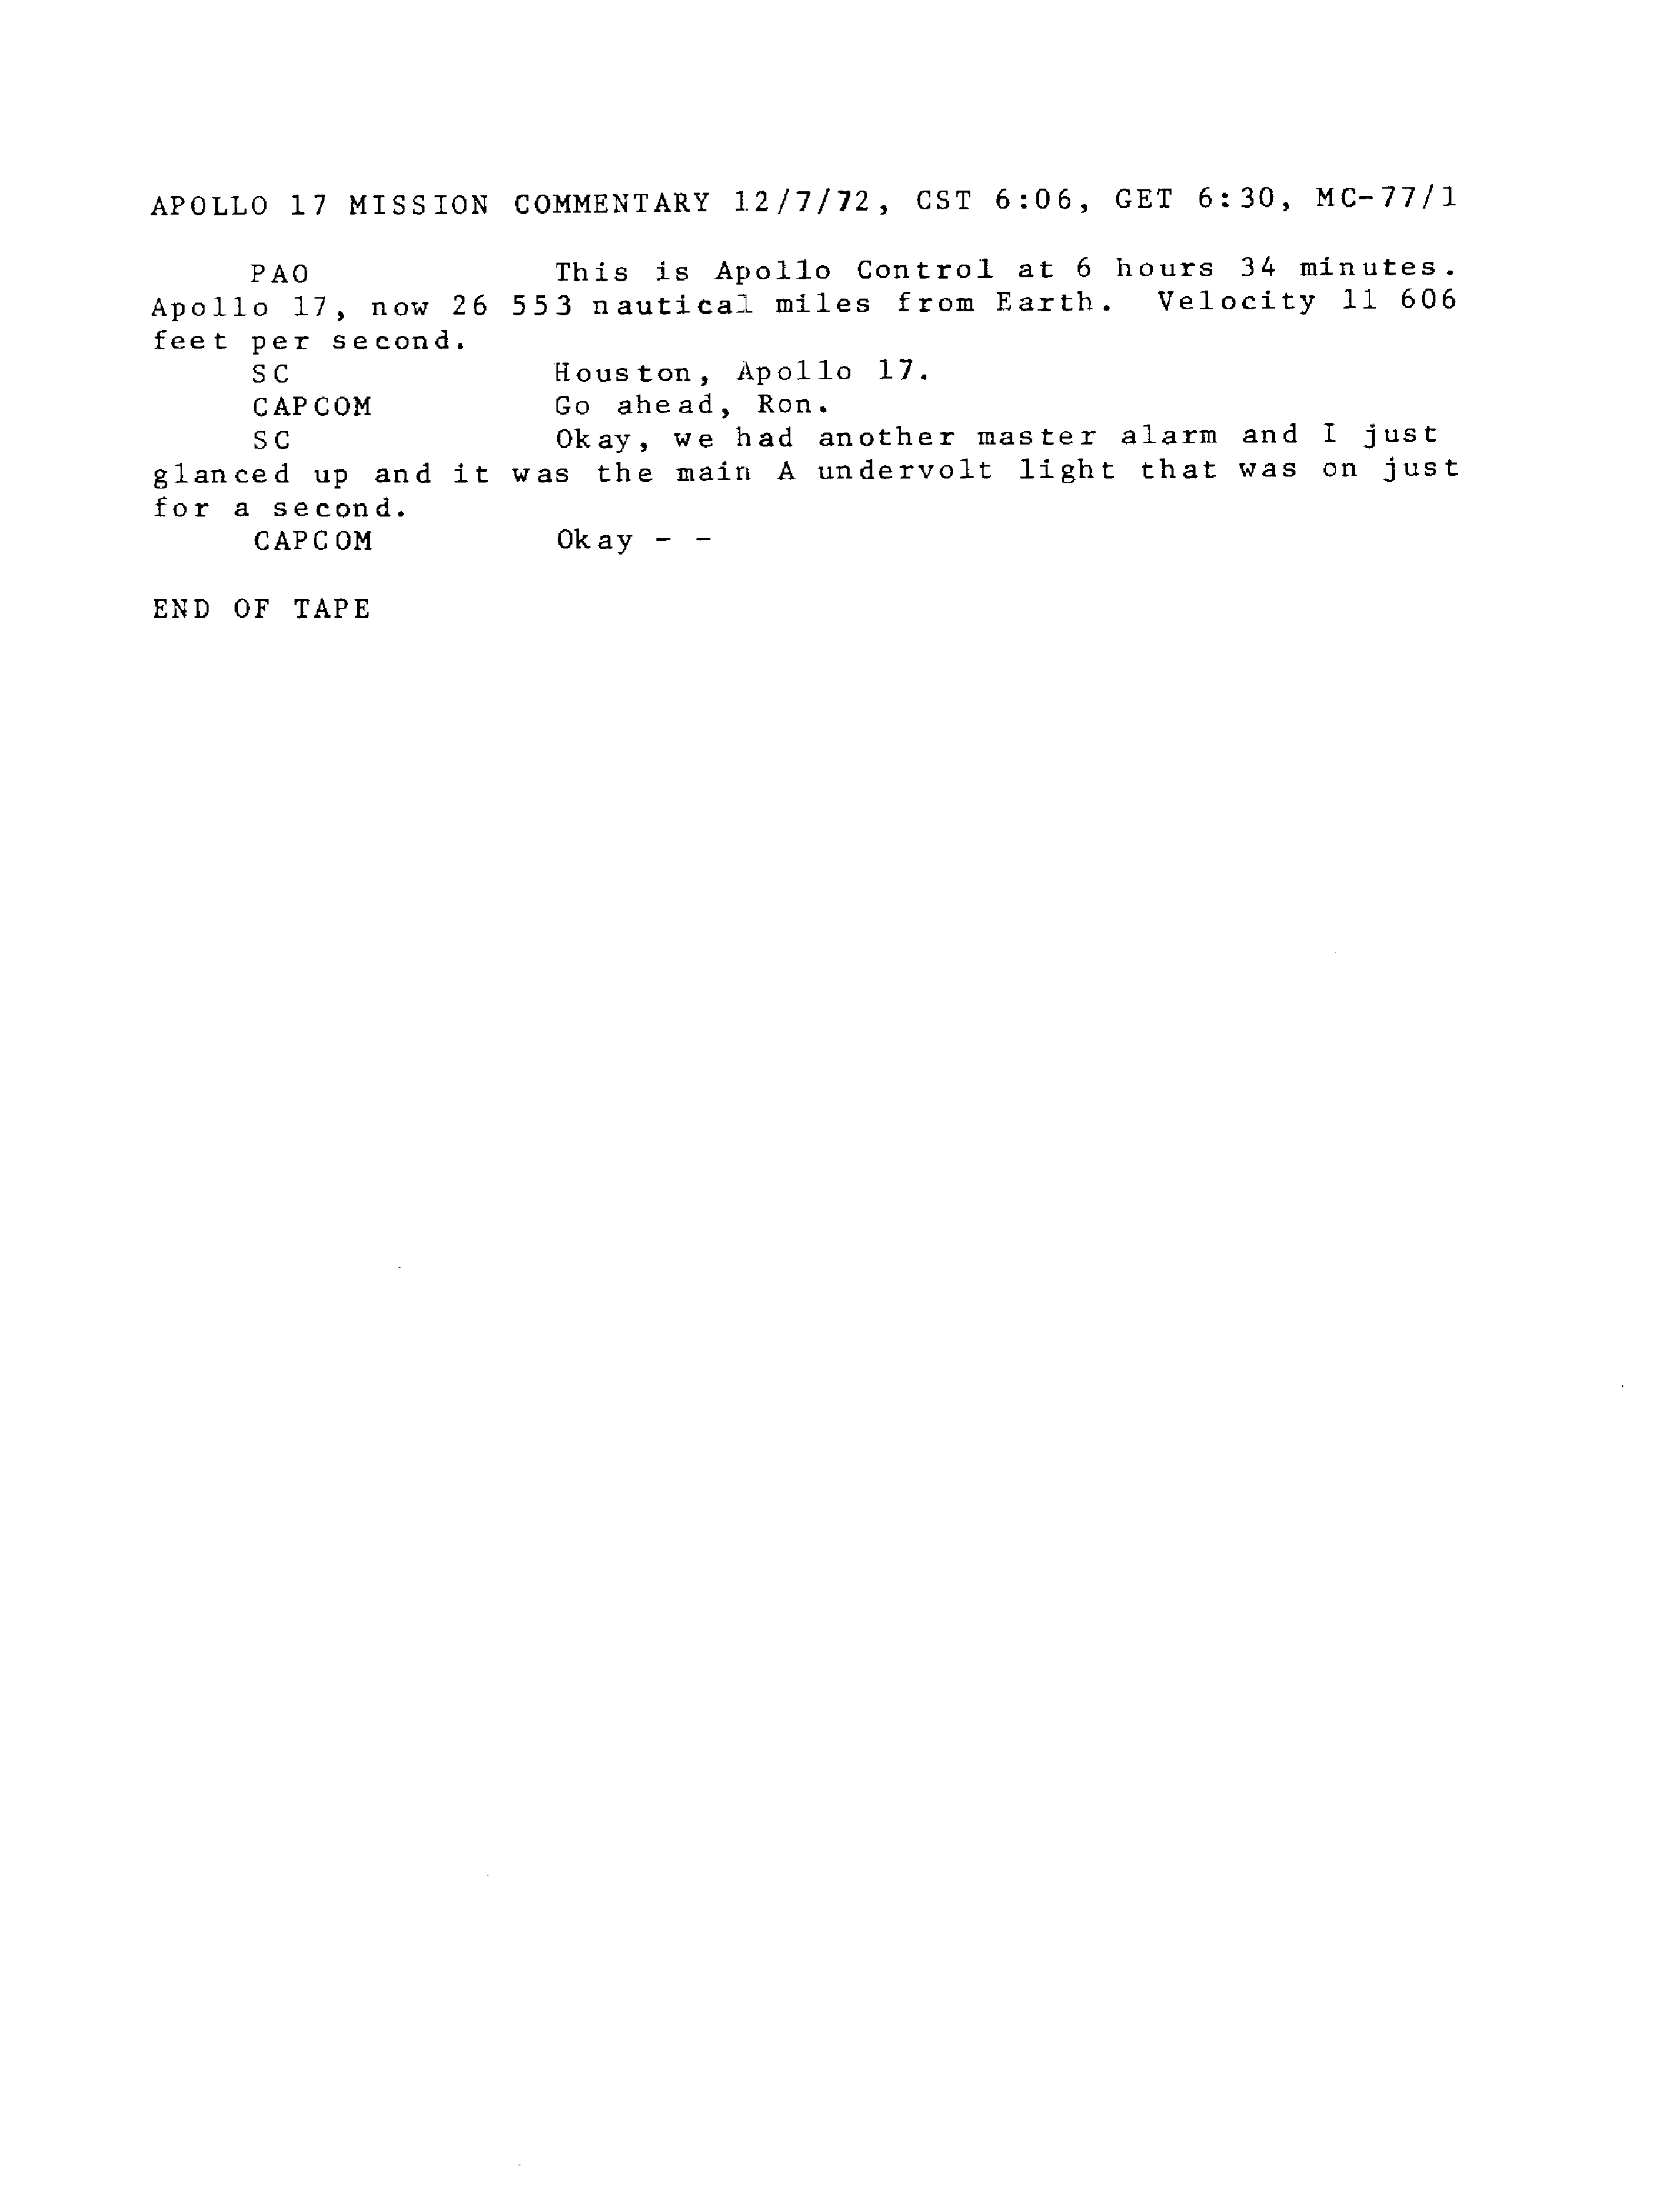 APOLLO 17 MISSION COMMENTARY 12/7/72, CST 6:06, GET 6:30, MC-77/1
PAO This is Apollo Control at 6 hours 34 minutes.
Apollo 17, now 26 553 nautical miles from Earth. Velocity 11 606
feet per second.
SC Houston, Apollo 17.
CAPCOM Go ahead, Ron.
SC Okay, we had another master alarm and I just
glanced up and it was the main A undervolt light that was on just
for a second.
CAPCOM Okay - -
END OF TAPE